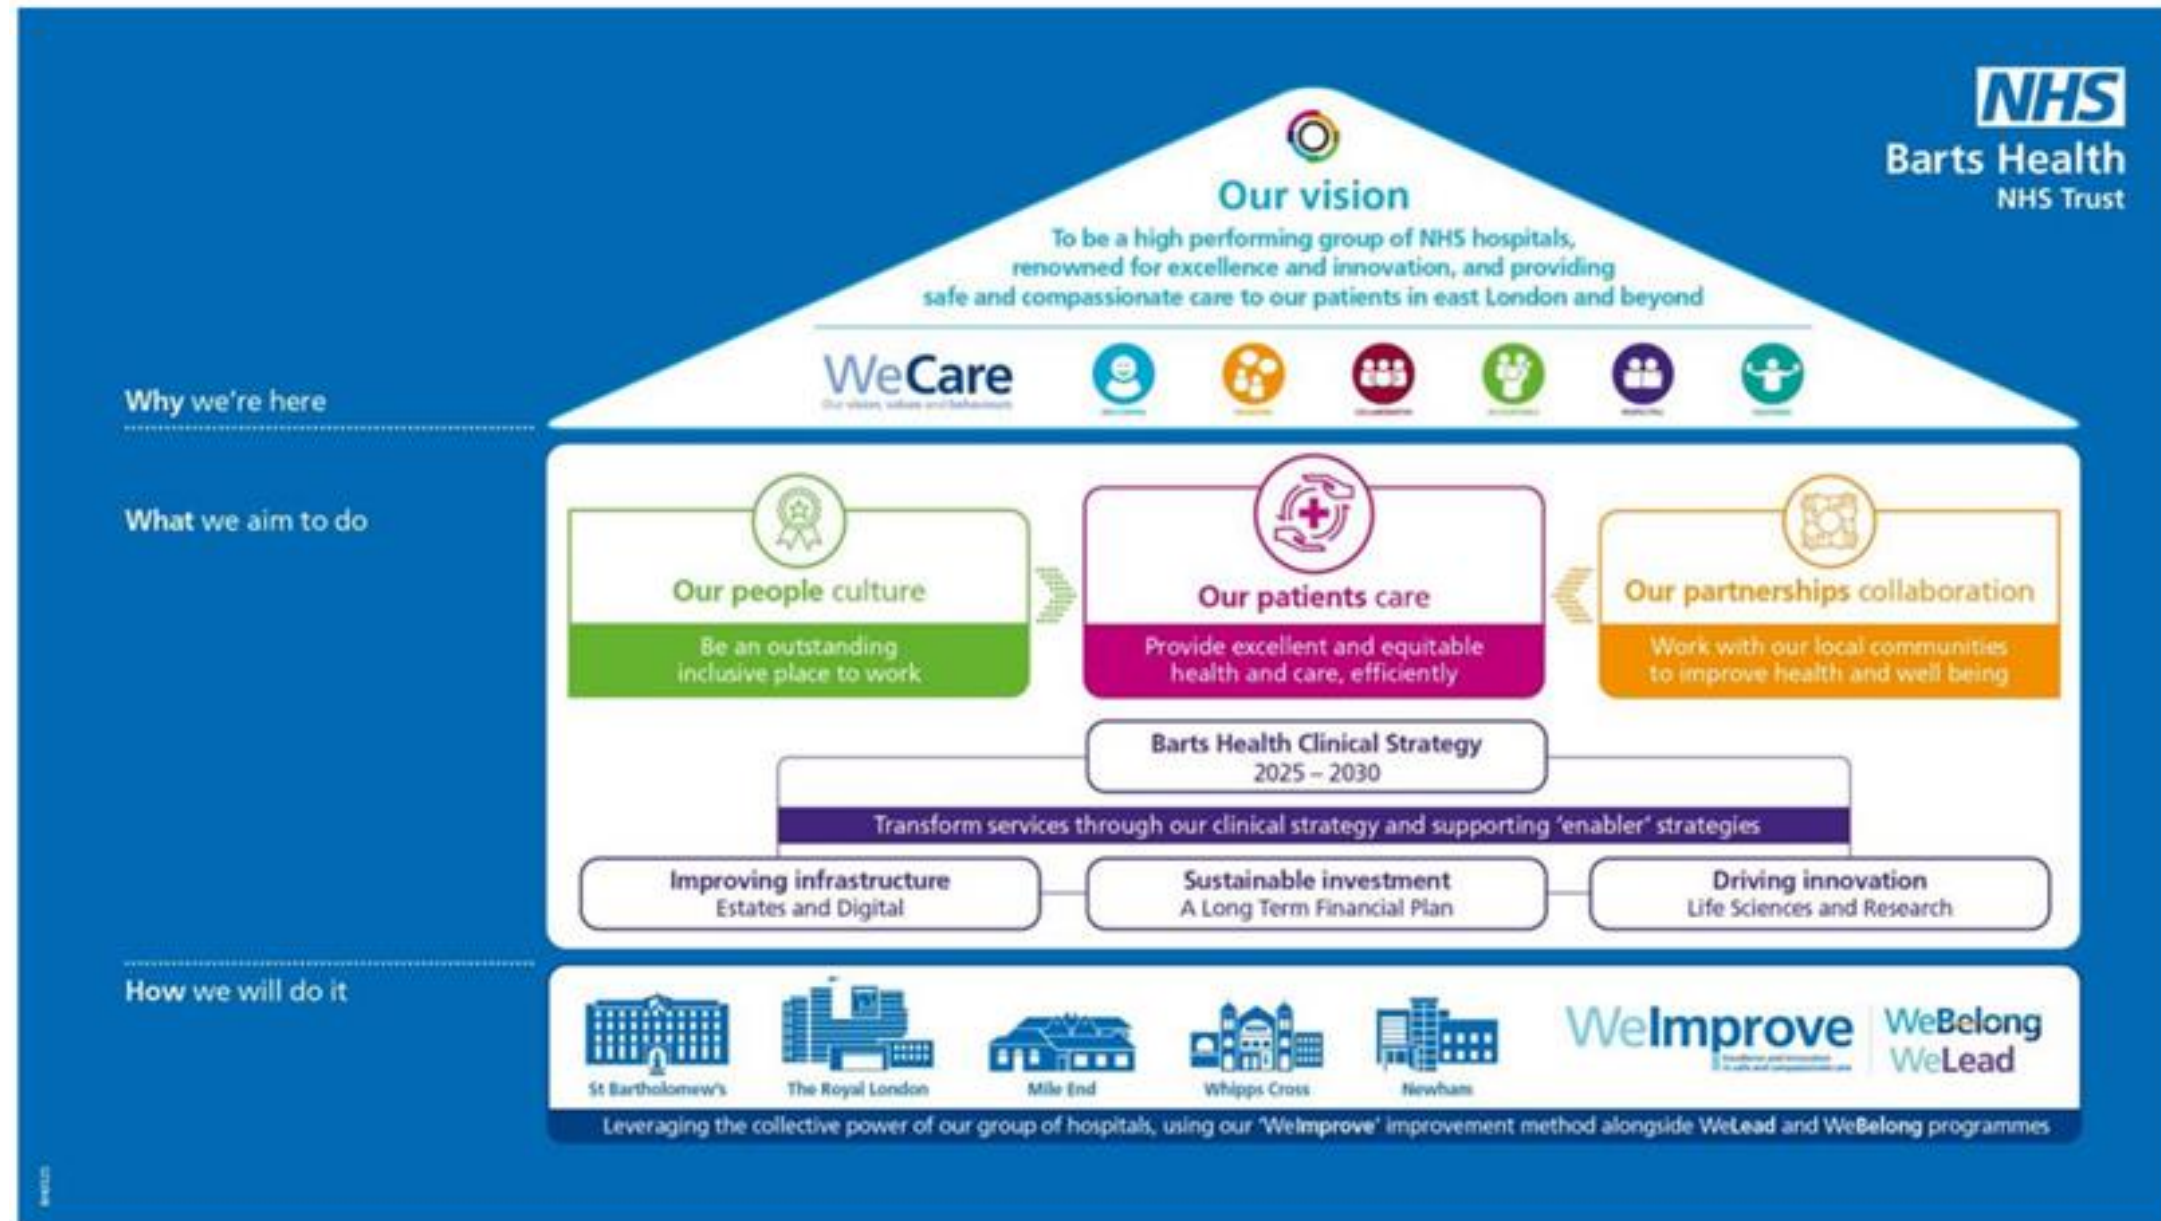 NHS
Barts Health
NHS Trust
Our vision
To be a high performing group of NHS hospitals,
renowned for excellence and innovation, and providing
safe and compassionate care to our patients in east London and beyond
Why we're here
WeCare
Our vision, values and behaviours
What we aim to do
Our people culture
Be an outstanding
inclusive place to work
Our patients care
Provide excellent and equitable
health and care, efficiently
Our partnerships collaboration
Work with our local communities
to improve health and well being
Barts Health Clinical Strategy
2025 – 2030
Transform services through our clinical strategy and supporting 'enabler' strategies
Improving infrastructure
Estates and Digital
Sustainable investment
A Long Term Financial Plan
Driving innovation
Life Sciences and Research
How we will do it
St Bartholomew's
The Royal London
Mile End
Whipps Cross
Newham
WeImprove
WeBelong
WeLead
Leveraging the collective power of our group of hospitals, using our 'WeImprove' improvement method alongside WeLead and WeBelong programmes